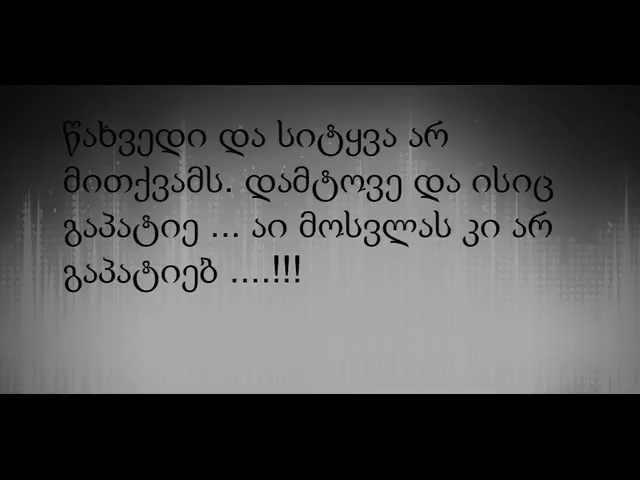 წახვედი და სიტყვა არ
მითქვამს. დამტოვე და ისიც
გაპატიე ... აი მოსვლას კი არ
გაპატიებ ....!!!